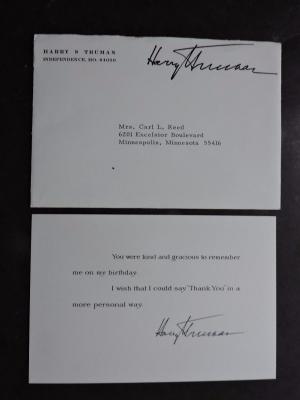 HARRY S TRUMAN
INDEPENDENCE, MO. 64050
Harry Truman
Mrs. Carl L. Reed
6201 Excelsior Boulevard
Minneapolis, Minnesota 55416
You were kind and gracious to remember
me on my birthday.
I wish that I could say "Thank You" in a
more personal way.
Harry Truman